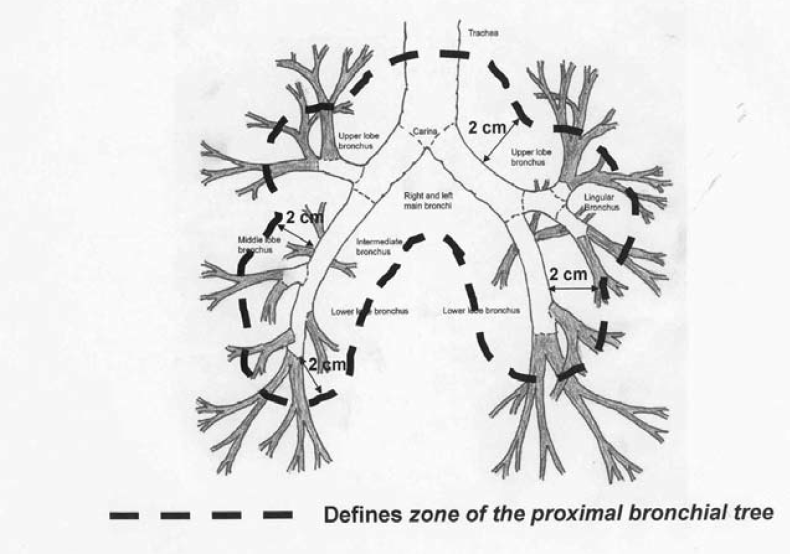 Trachea
Carina
2 cm
Upper lobe
bronchus
Upper lobe
bronchus
Right and left
main bronchi
Lingular
Bronchus
2 cm
Middle lobe
bronchus
Intermediate
bronchus
2 cm
Lower lobe bronchus
Lower lobe bronchus
2 cm
Defines zone of the proximal bronchial tree